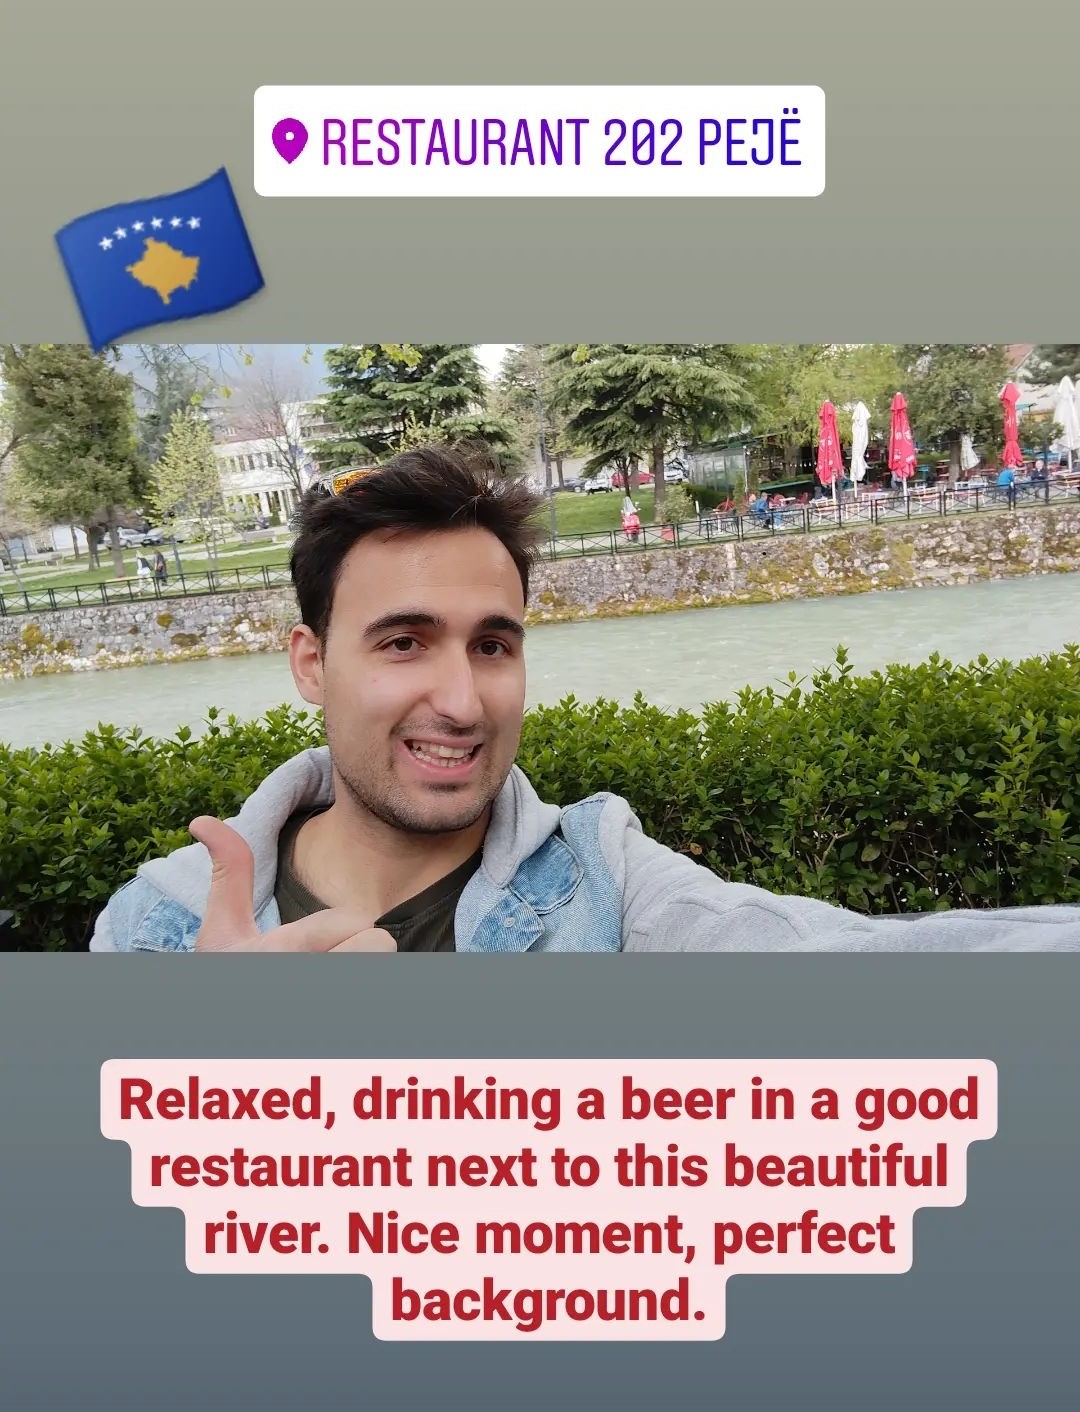 RESTAURANT 202 PEJË
Relaxed, drinking a beer in a good
restaurant next to this beautiful
river. Nice moment, perfect
background.